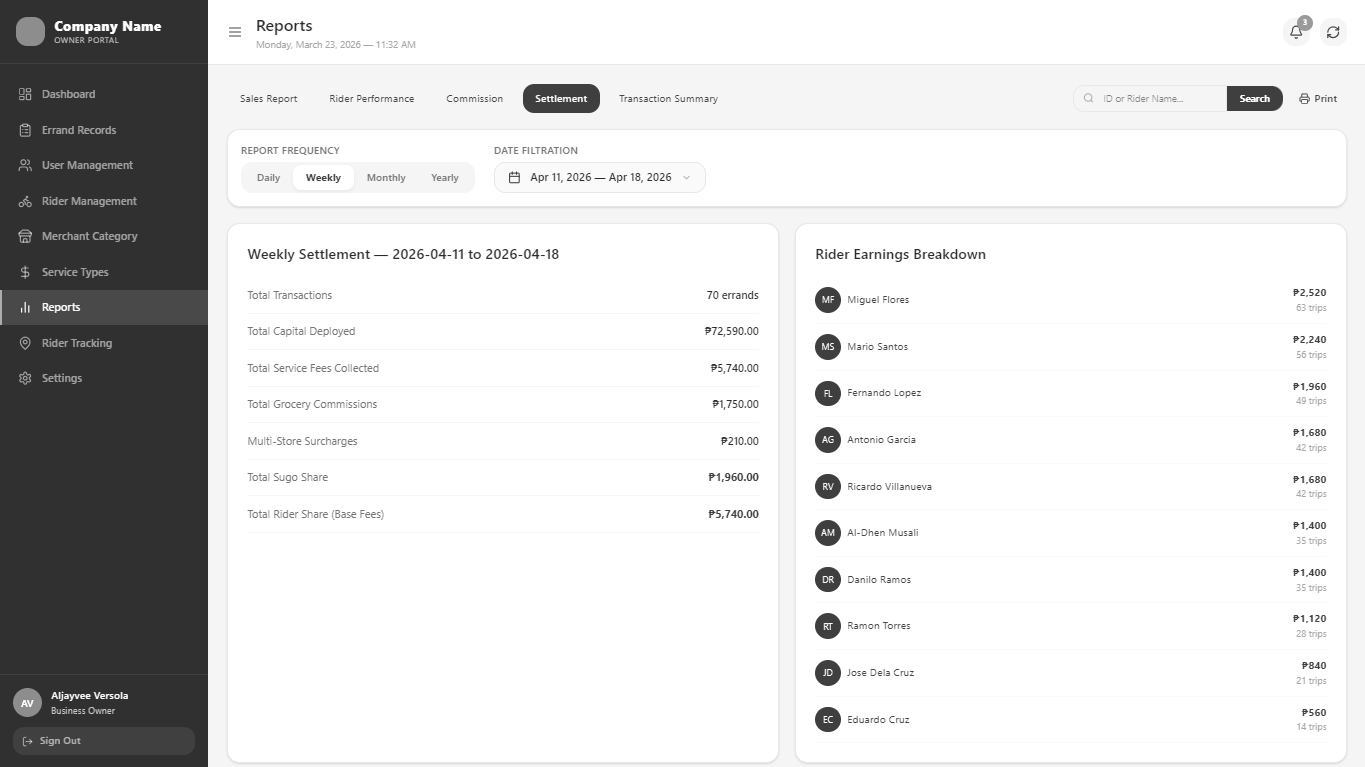 Company Name
OWNER PORTAL
Dashboard
Errand Records
User Management
Rider Management
Merchant Category
Service Types
Reports
Rider Tracking
Settings
AV
Aljayvee Versola
Business Owner
Sign Out
Reports
Monday, March 23, 2026 — 11:32 AM
3
Sales Report
Rider Performance
Commission
Settlement
Transaction Summary
ID or Rider Name...
Search
Print
REPORT FREQUENCY
Daily
Weekly
Monthly
Yearly
DATE FILTRATION
Apr 11, 2026 — Apr 18, 2026
Weekly Settlement — 2026-04-11 to 2026-04-18
Total Transactions 70 errands
Total Capital Deployed ₱72,590.00
Total Service Fees Collected ₱5,740.00
Total Grocery Commissions ₱1,750.00
Multi-Store Surcharges ₱210.00
Total Sugo Share ₱1,960.00
Total Rider Share (Base Fees) ₱5,740.00
Rider Earnings Breakdown
MF Miguel Flores ₱2,520
63 trips
MS Mario Santos ₱2,240
56 trips
FL Fernando Lopez ₱1,960
49 trips
AG Antonio Garcia ₱1,680
42 trips
RV Ricardo Villanueva ₱1,680
42 trips
AM Al-Dhen Musali ₱1,400
35 trips
DR Danilo Ramos ₱1,400
35 trips
RT Ramon Torres ₱1,120
28 trips
JD Jose Dela Cruz ₱840
21 trips
EC Eduardo Cruz ₱560
14 trips